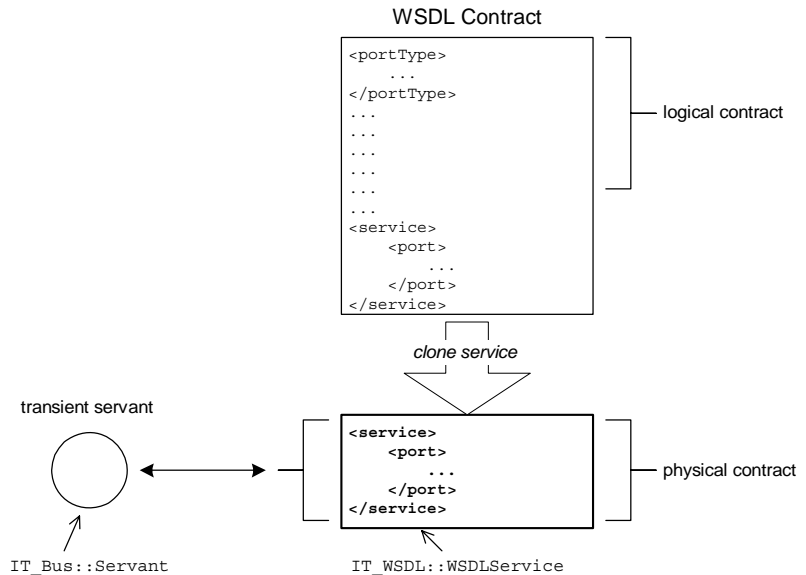 WSDL Contract
<portType>
...
</portType>
...
...
...
...
...
...
<service>
<port>
...
</port>
</service>
logical contract
clone service
transient servant
<service>
<port>
...
</port>
</service>
physical contract
IT_Bus::Servant
IT_WSDL::WSDLService